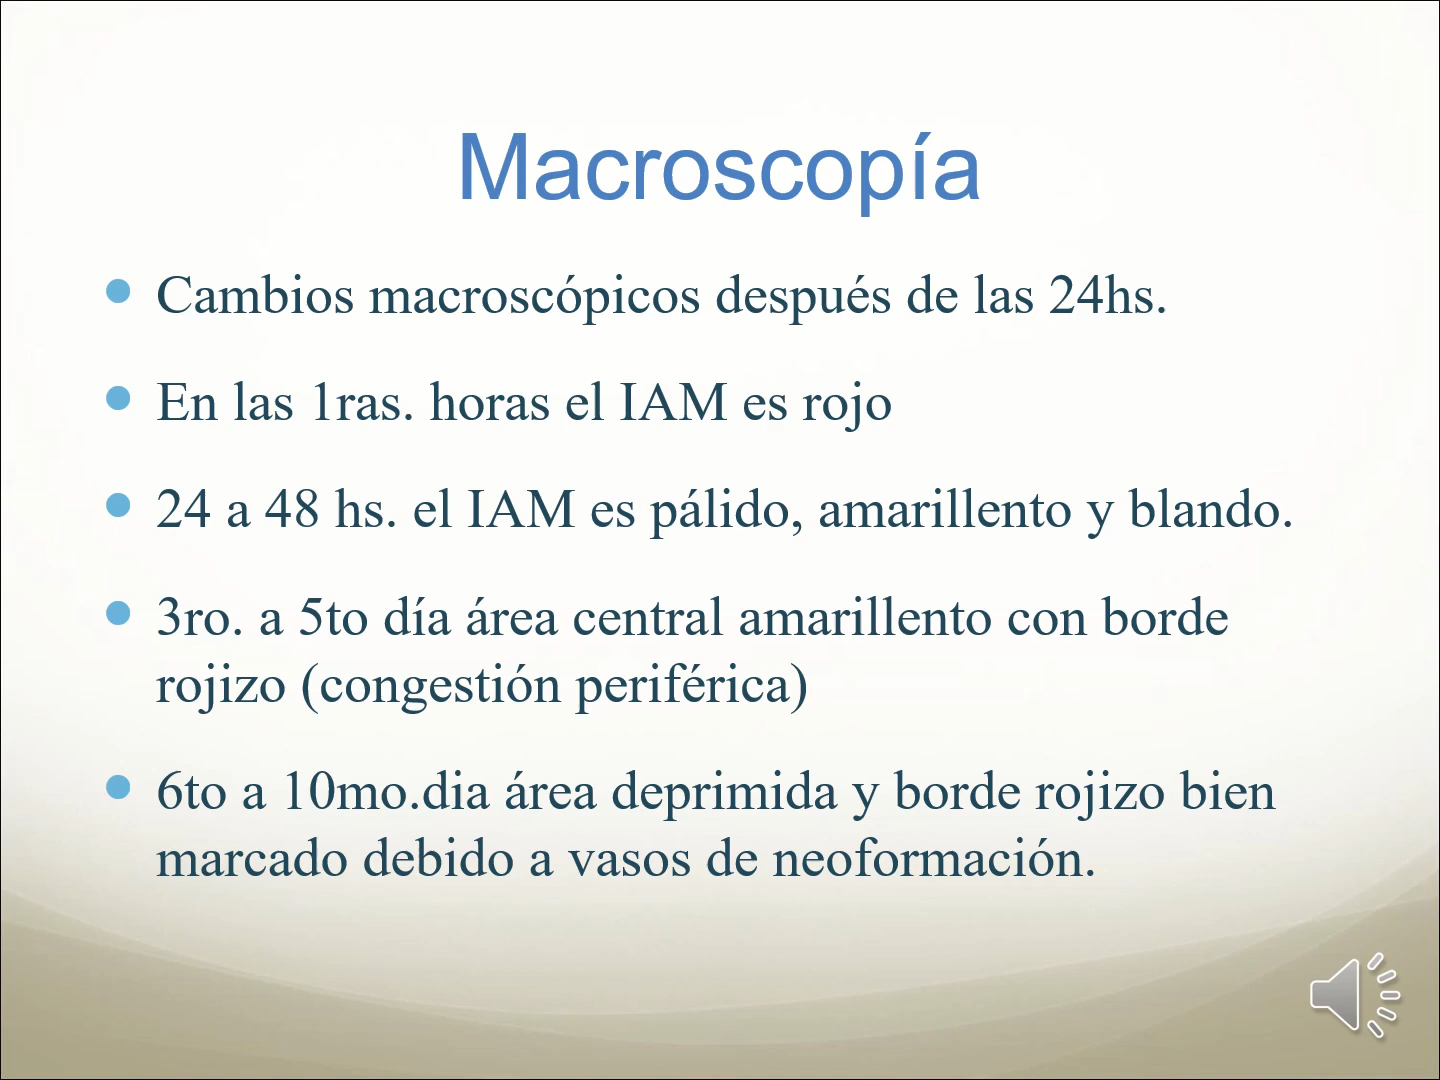 Macroscopía
Cambios macroscópicos después de las 24hs.
En las 1ras. horas el IAM es rojo
24 a 48 hs. el IAM es pálido, amarillento y blando.
3ro. a 5to día área central amarillento con borde
rojizo (congestión periférica)
6to a 10mo.dia área deprimida y borde rojizo bien
marcado debido a vasos de neoformación.